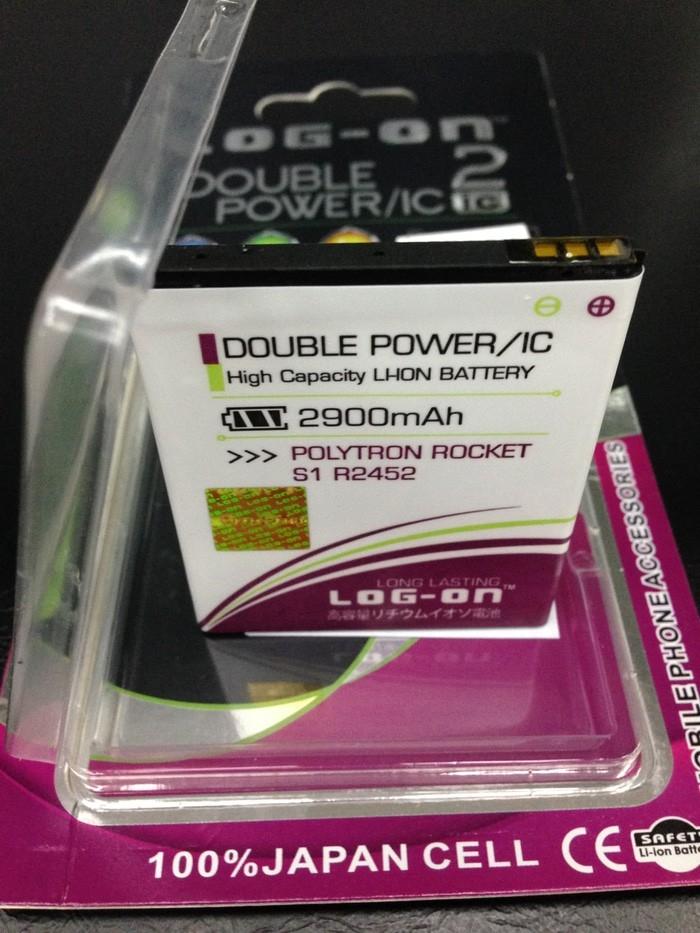 LOG-On™
DOUBLE 2
POWER/IC IC
DOUBLE POWER/IC
High Capacity LHON BATTERY
2900mAh
>>> POLYTRON ROCKET
S1 R2452
LONG LASTING
LOG-On™
高容量リチウムイオン電池
MOBILE PHONE ACCESSORIES
100%JAPAN CELL CE
SAFETY
Li-ion Batte